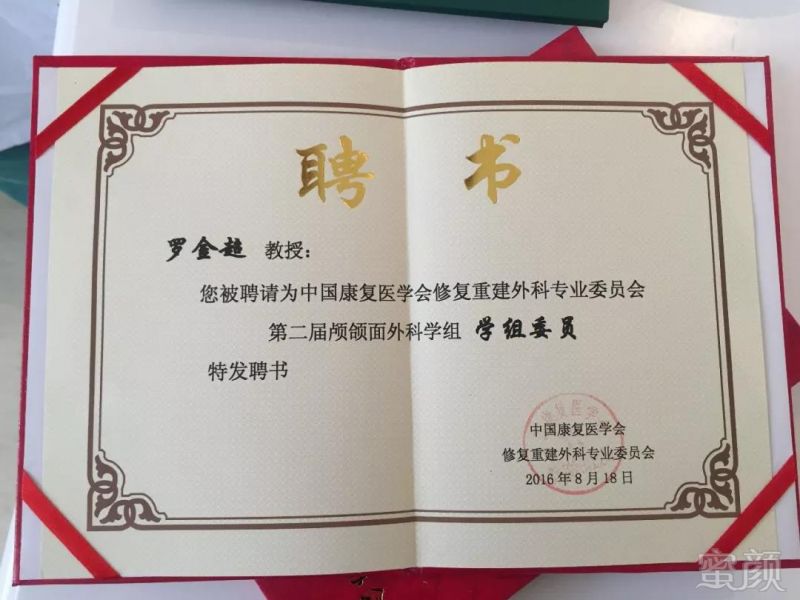 聘 书
罗金超 教授：
您被聘请为中国康复医学会修复重建外科专业委员会
第二届颅颌面外科学组 学组委员
特发聘书
中国康复医学会
修复重建外科专业委员会
2016年8月18日
蜜颜